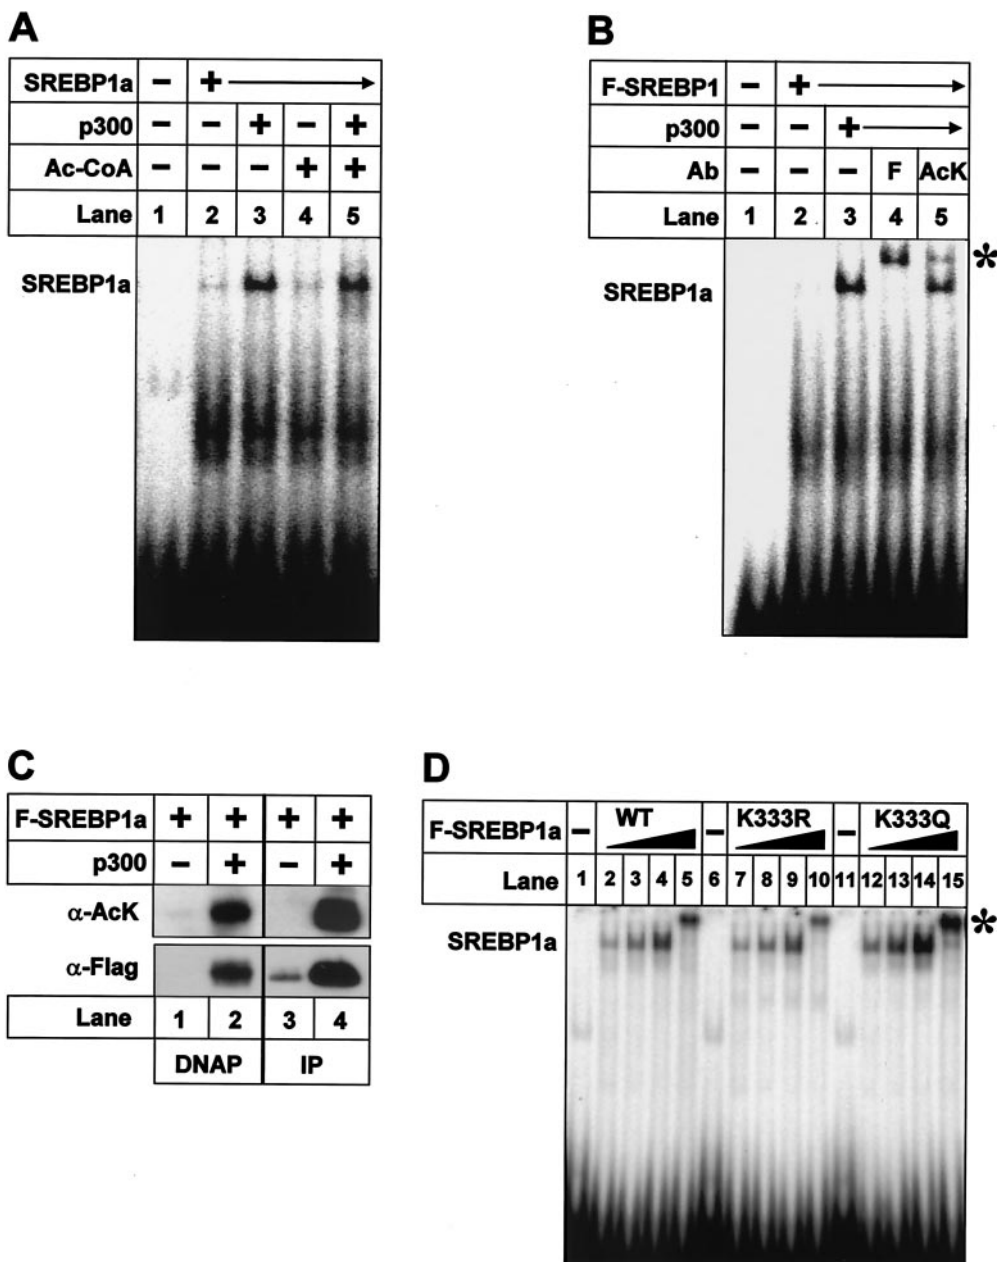 A
SREBP1a − +
p300 − − + − +
Ac-CoA − − − + +
Lane 1 2 3 4 5
SREBP1a
B
F-SREBP1 − +
p300 − − +
Ab − − − F AcK
Lane 1 2 3 4 5
*
SREBP1a
C
F-SREBP1a + + + +
p300 − + − +
α-AcK
α-Flag
Lane 1 2 3 4
DNAP IP
D
WT K333R K333Q
F-SREBP1a − − −
Lane 1 2 3 4 5 6 7 8 9 10 11 12 13 14 15
*
SREBP1a